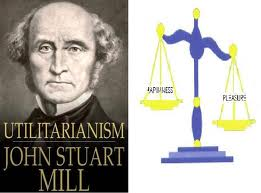 UTILITARIANISM
JOHN STUART
MILL
HAPPINESS
PLEASURE